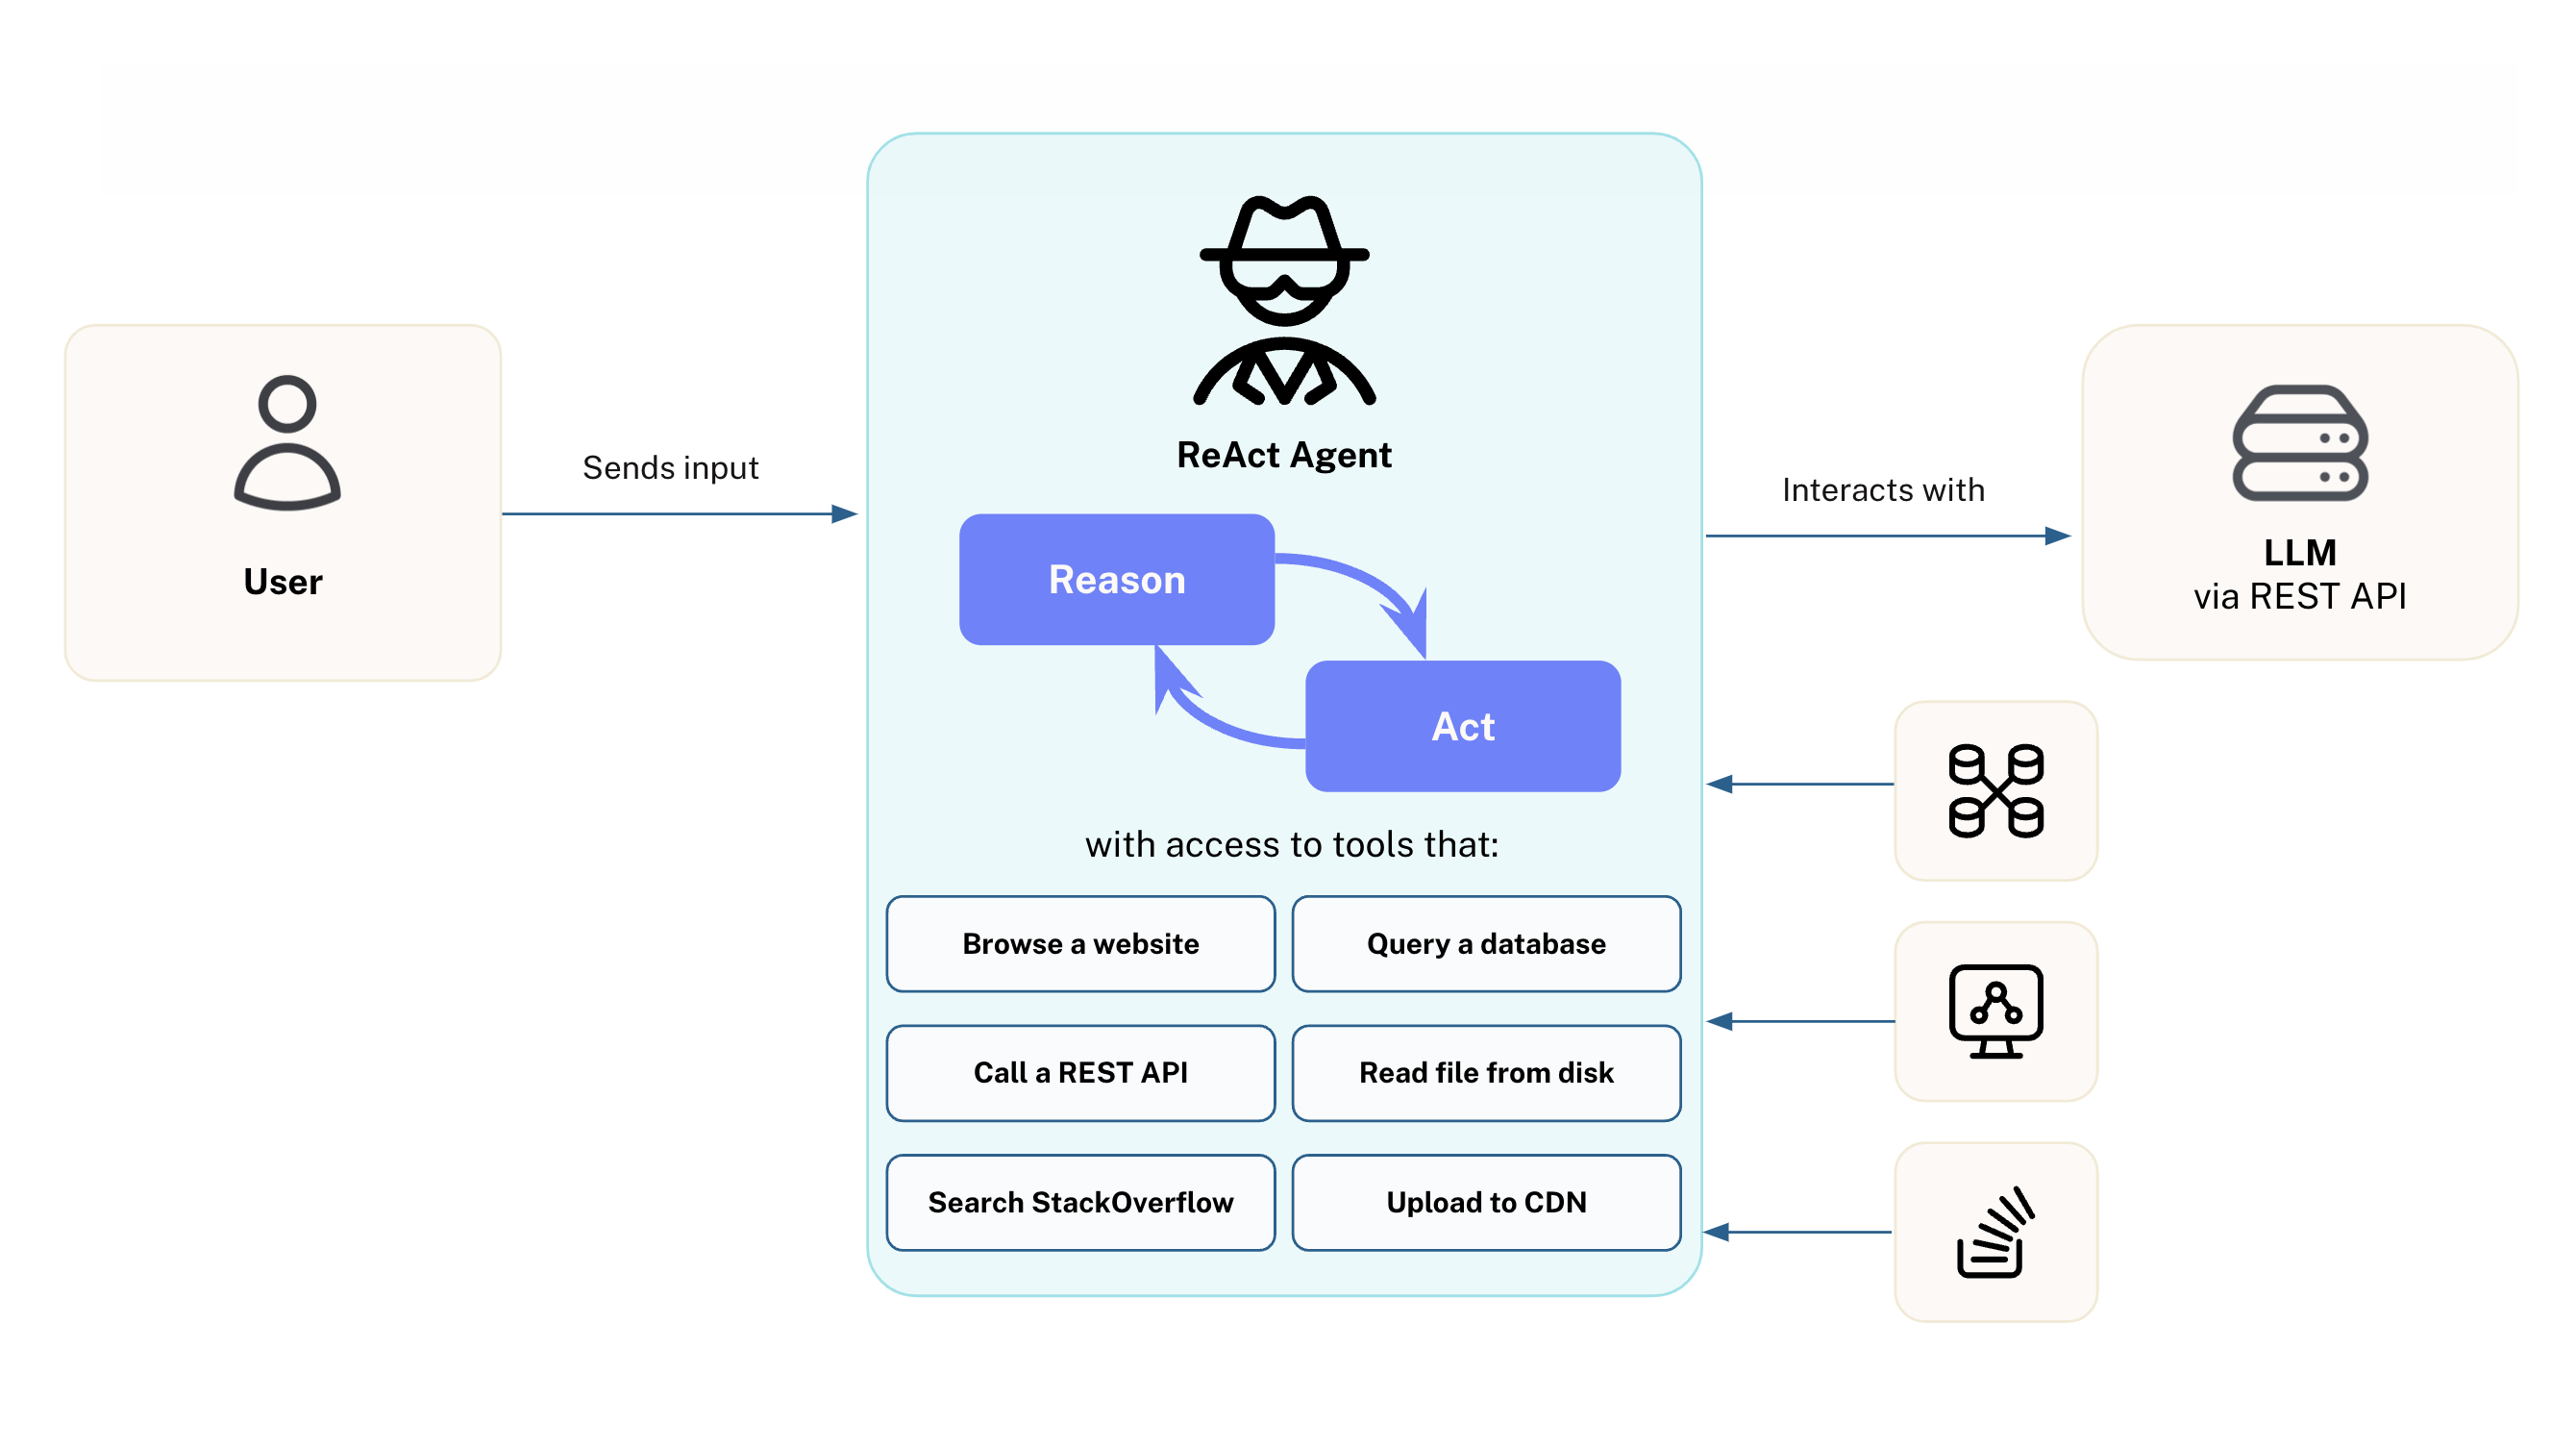 User
Sends input
ReAct Agent
Reason
Act
with access to tools that:
Browse a website
Query a database
Call a REST API
Read file from disk
Search StackOverflow
Upload to CDN
Interacts with
LLM
via REST API